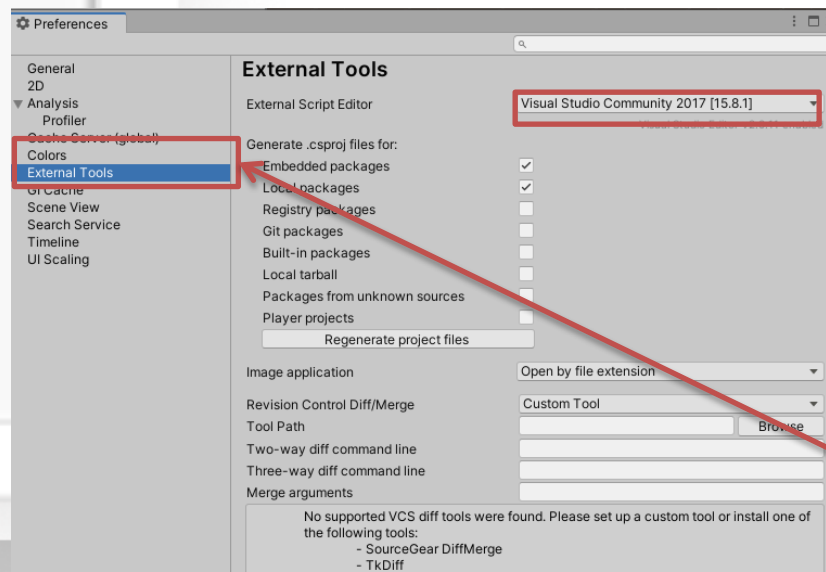 Preferences
General
2D
Analysis
Profiler
Cache Server (global)
Colors
External Tools
GI Cache
Scene View
Search Service
Timeline
UI Scaling
External Tools
External Script Editor
Visual Studio Community 2017 [15.8.1]
Generate .csproj files for:
Embedded packages
Local packages
Registry packages
Git packages
Built-in packages
Local tarball
Packages from unknown sources
Player projects
Regenerate project files
Image application
Open by file extension
Revision Control Diff/Merge
Custom Tool
Tool Path
Browse
Two-way diff command line
Three-way diff command line
Merge arguments
No supported VCS diff tools were found. Please set up a custom tool or install one of
the following tools:
- SourceGear DiffMerge
- TkDiff